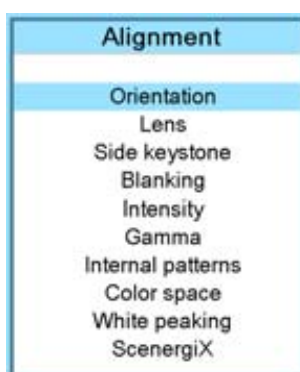 Alignment
Orientation
Lens
Side keystone
Blanking
Intensity
Gamma
Internal patterns
Color space
White peaking
ScenergiX